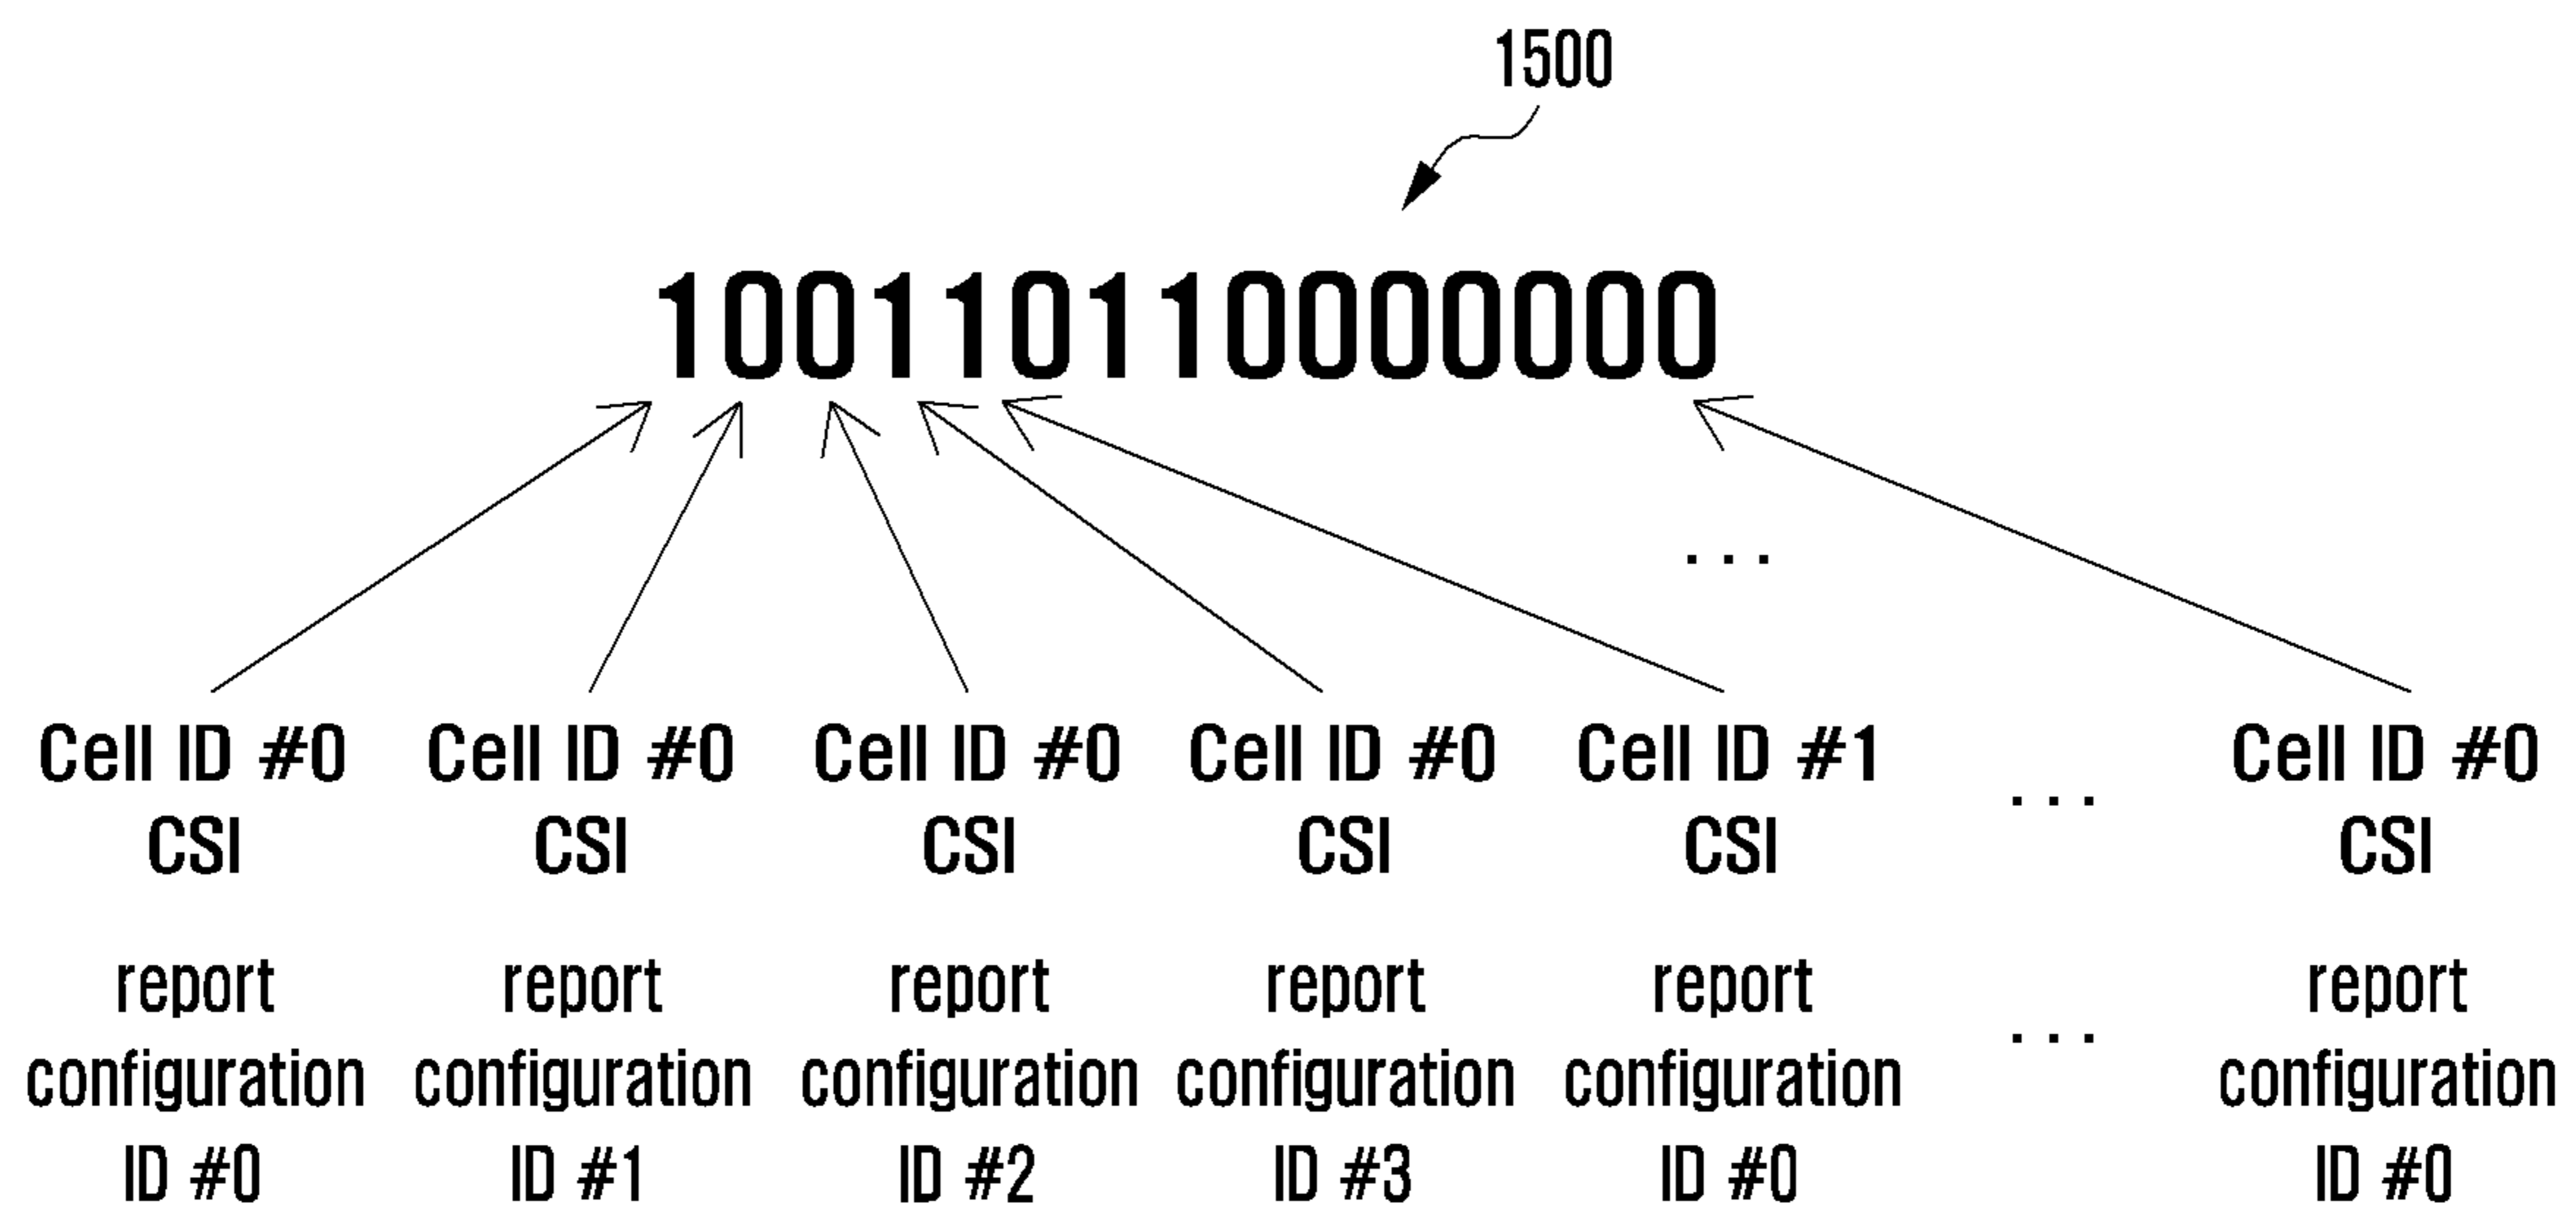 1500
100110110000000
...
Cell ID #0
CSI
report
configuration
ID #0
Cell ID #0
CSI
report
configuration
ID #1
Cell ID #0
CSI
report
configuration
ID #2
Cell ID #0
CSI
report
configuration
ID #3
Cell ID #1
CSI
report
configuration
ID #0
...
...
Cell ID #0
CSI
report
configuration
ID #0